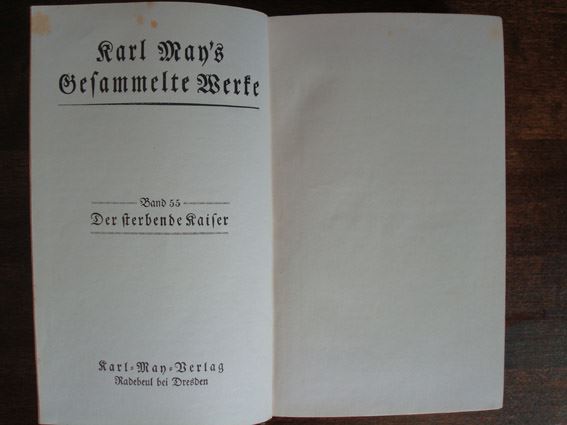 Karl May's
Geſammelte Werke
Band 55
Der ſterbende Kaiſer
Karl-May-Verlag
Radebeul bei Dresden